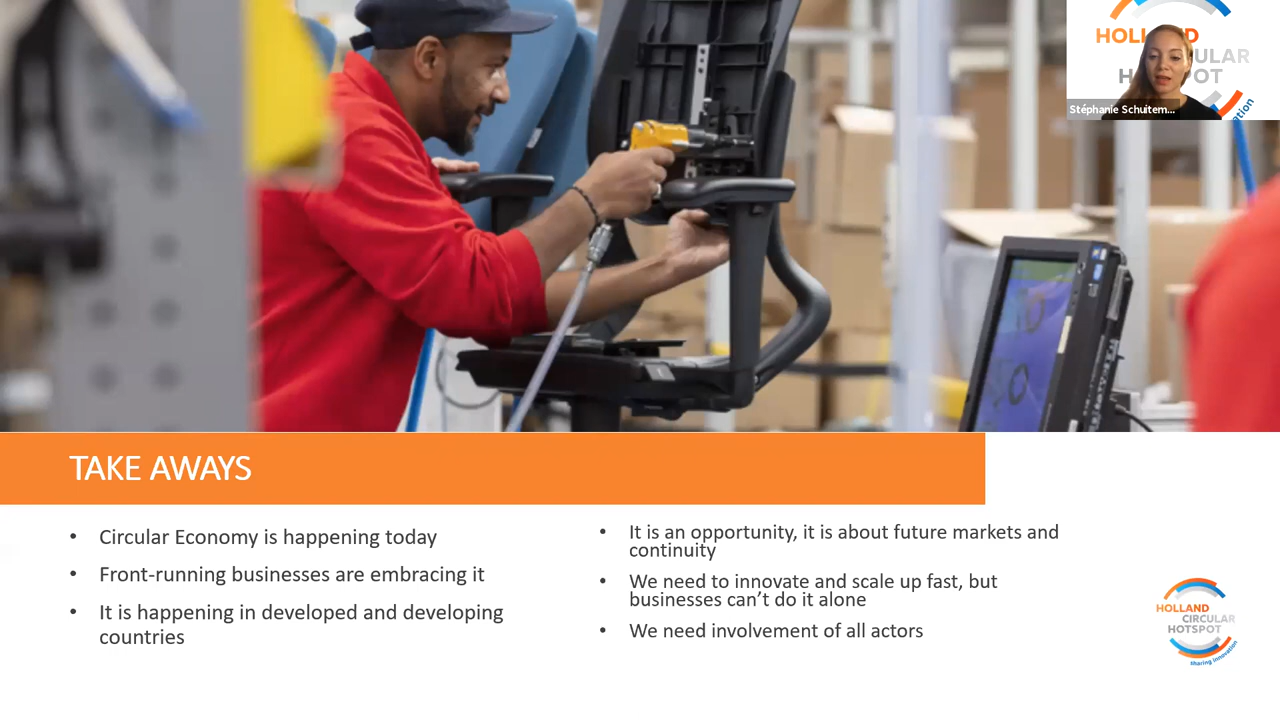 HOLLAND
CULAR
H   OT
ation
Stéphanie Schuitem...
TAKE AWAYS
• Circular Economy is happening today
• Front-running businesses are embracing it
• It is happening in developed and developing
countries
• It is an opportunity, it is about future markets and
continuity
• We need to innovate and scale up fast, but
businesses can’t do it alone
• We need involvement of all actors
HOLLAND
CIRCULAR
HOTSPOT
sharing innovation